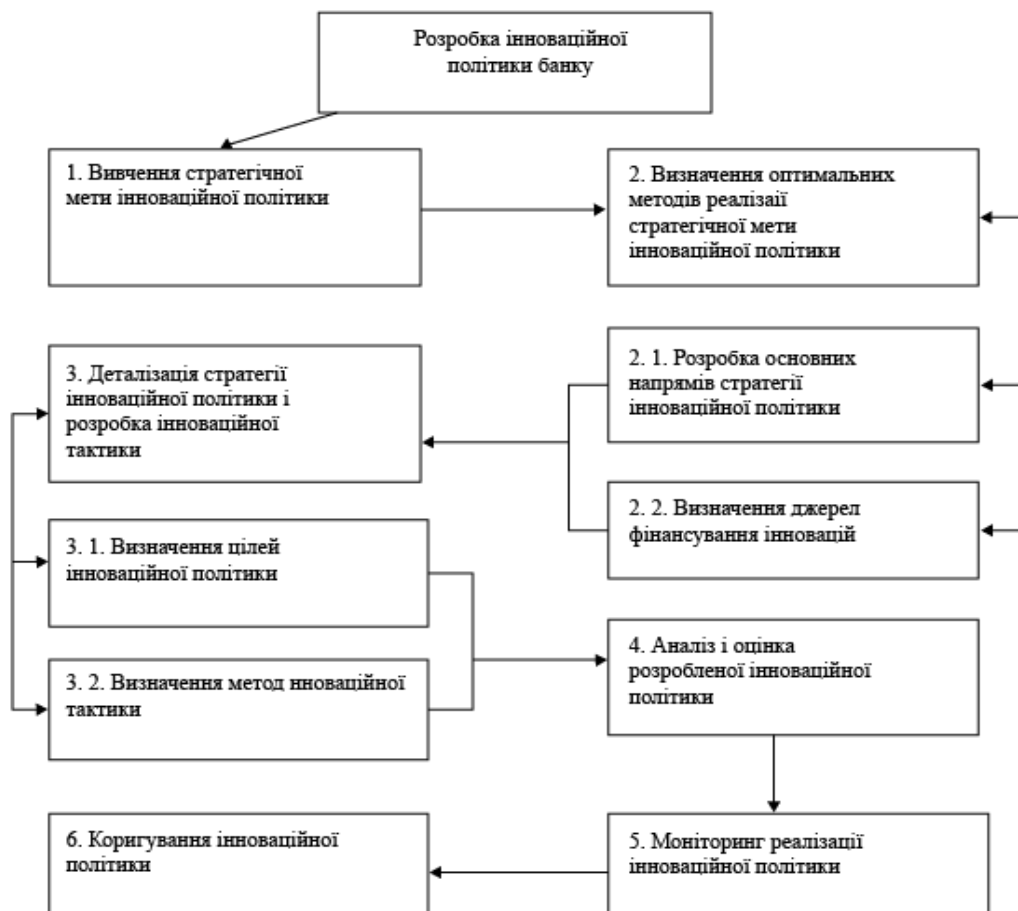 Розробка інноваційної
політики банку
1. Вивчення стратегічної
мети інноваційної політики
2. Визначення оптимальних
методів реалізаії
стратегічної мети
інноваційної політики
3. Деталізація стратегії
інноваційної політики і
розробка інноваційної
тактики
2. 1. Розробка основних
напрямів стратегії
інноваційної політики
2. 2. Визначення джерел
фінансування інновацій
3. 1. Визначення цілей
інноваційної політики
3. 2. Визначення метод нноваційної
тактики
4. Аналіз і оцінка
розробленої інноваційної
політики
5. Моніторинг реалізації
інноваційної політики
6. Коригування інноваційної
політики